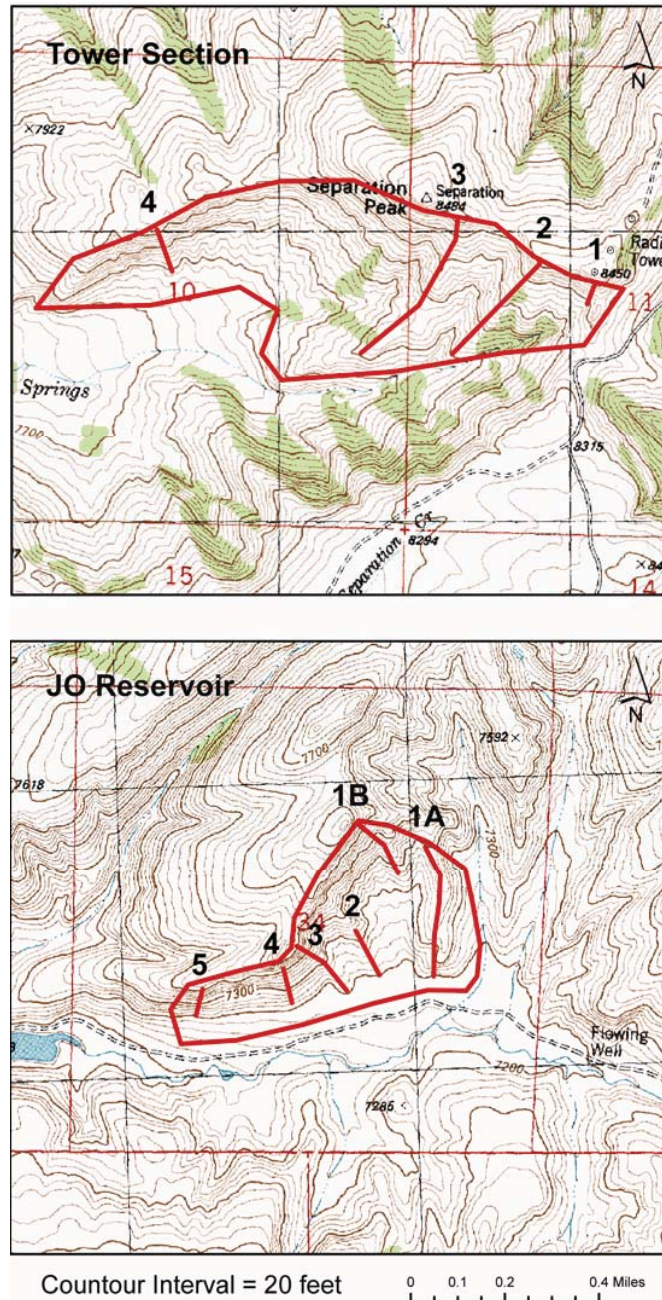 Tower Section
N
×7922
3
Separation
Separation
Peak
8484
4
2
1
8450
10
11
Springs
7700
8315
Separation Cr
8294
15
14
JO Reservoir
N
7592×
7700
7618
1B
1A
7300
34
2
3
4
5
7300
Flowing
Well
7200
7285
Countour Interval = 20 feet
0 0.1 0.2 0.4 Miles